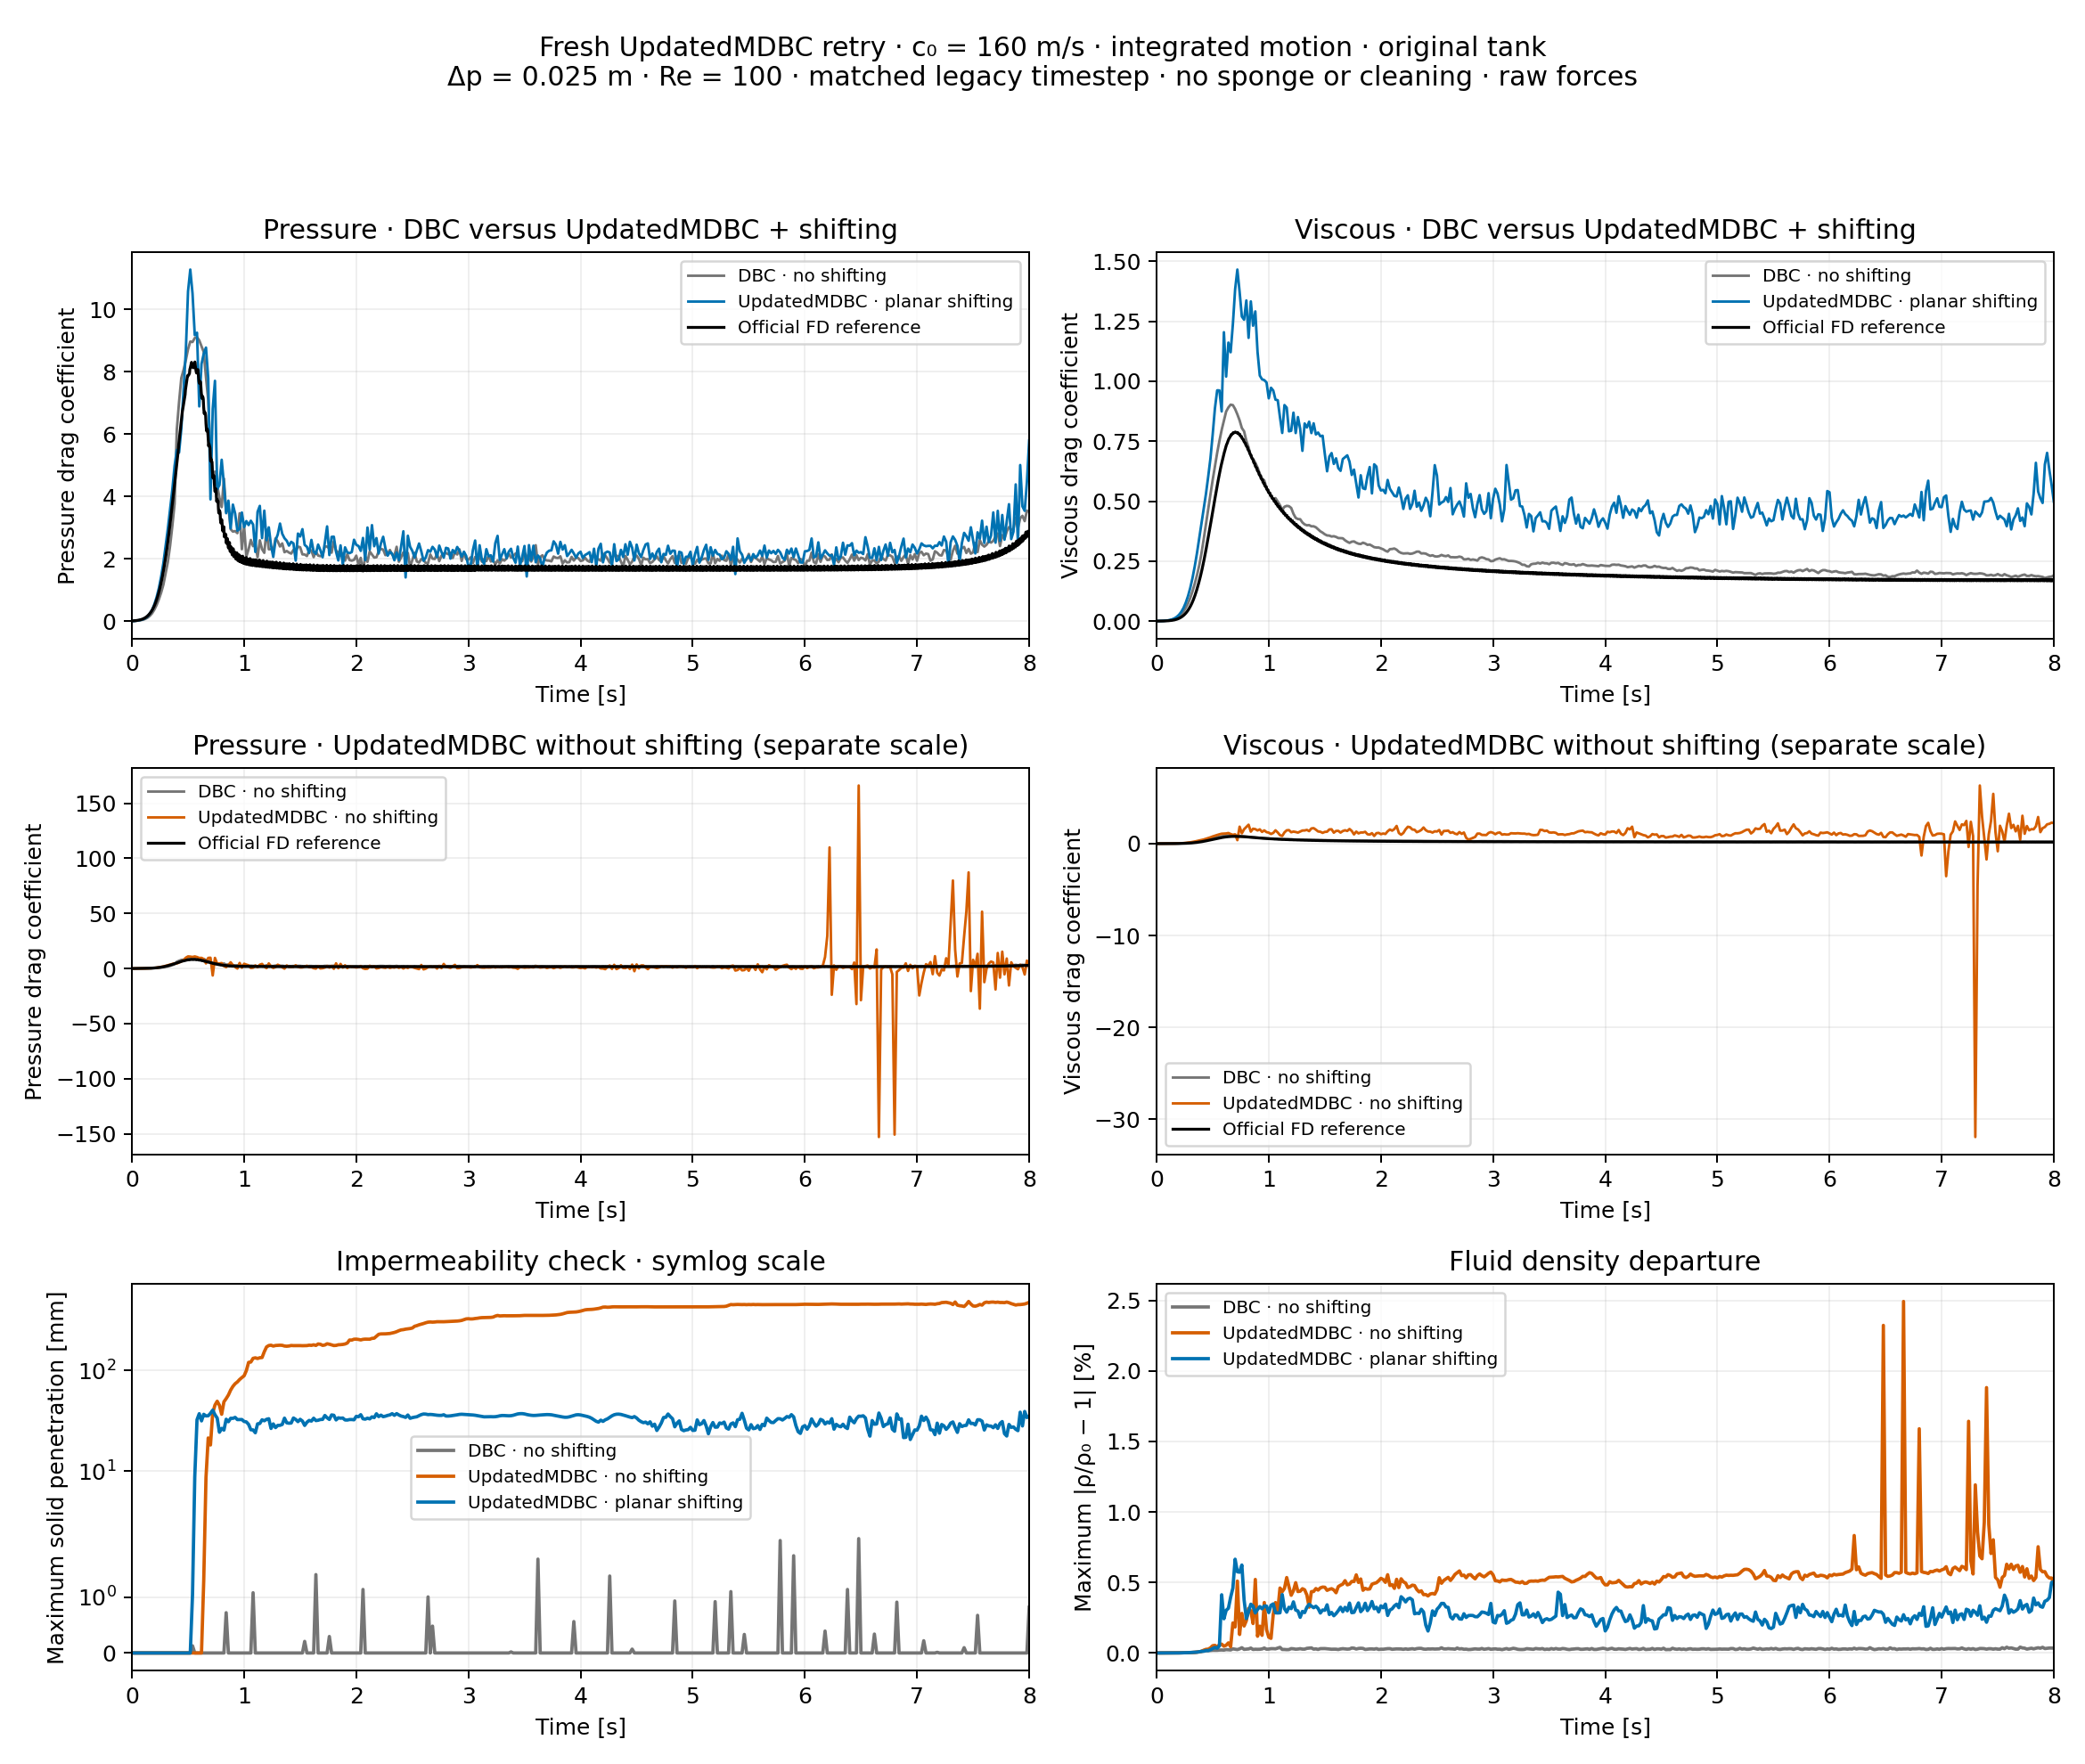 Fresh UpdatedMDBC retry · c₀ = 160 m/s · integrated motion · original tank
Δp = 0.025 m · Re = 100 · matched legacy timestep · no sponge or cleaning · raw forces
Pressure · DBC versus UpdatedMDBC + shifting
Pressure drag coefficient
10
8
6
4
2
0
DBC · no shifting
UpdatedMDBC · planar shifting
Official FD reference
0 1 2 3 4 5 6 7 8
Time [s]
Viscous · DBC versus UpdatedMDBC + shifting
Viscous drag coefficient
1.50
1.25
1.00
0.75
0.50
0.25
0.00
DBC · no shifting
UpdatedMDBC · planar shifting
Official FD reference
0 1 2 3 4 5 6 7 8
Time [s]
Pressure · UpdatedMDBC without shifting (separate scale)
Pressure drag coefficient
150
100
50
0
−50
−100
−150
DBC · no shifting
UpdatedMDBC · no shifting
Official FD reference
0 1 2 3 4 5 6 7 8
Time [s]
Viscous · UpdatedMDBC without shifting (separate scale)
Viscous drag coefficient
0
−10
−20
−30
DBC · no shifting
UpdatedMDBC · no shifting
Official FD reference
0 1 2 3 4 5 6 7 8
Time [s]
Impermeability check · symlog scale
Maximum solid penetration [mm]
10²
10¹
10⁰
0
DBC · no shifting
UpdatedMDBC · no shifting
UpdatedMDBC · planar shifting
0 1 2 3 4 5 6 7 8
Time [s]
Fluid density departure
Maximum |ρ/ρ₀ − 1| [%]
2.5
2.0
1.5
1.0
0.5
0.0
DBC · no shifting
UpdatedMDBC · no shifting
UpdatedMDBC · planar shifting
0 1 2 3 4 5 6 7 8
Time [s]